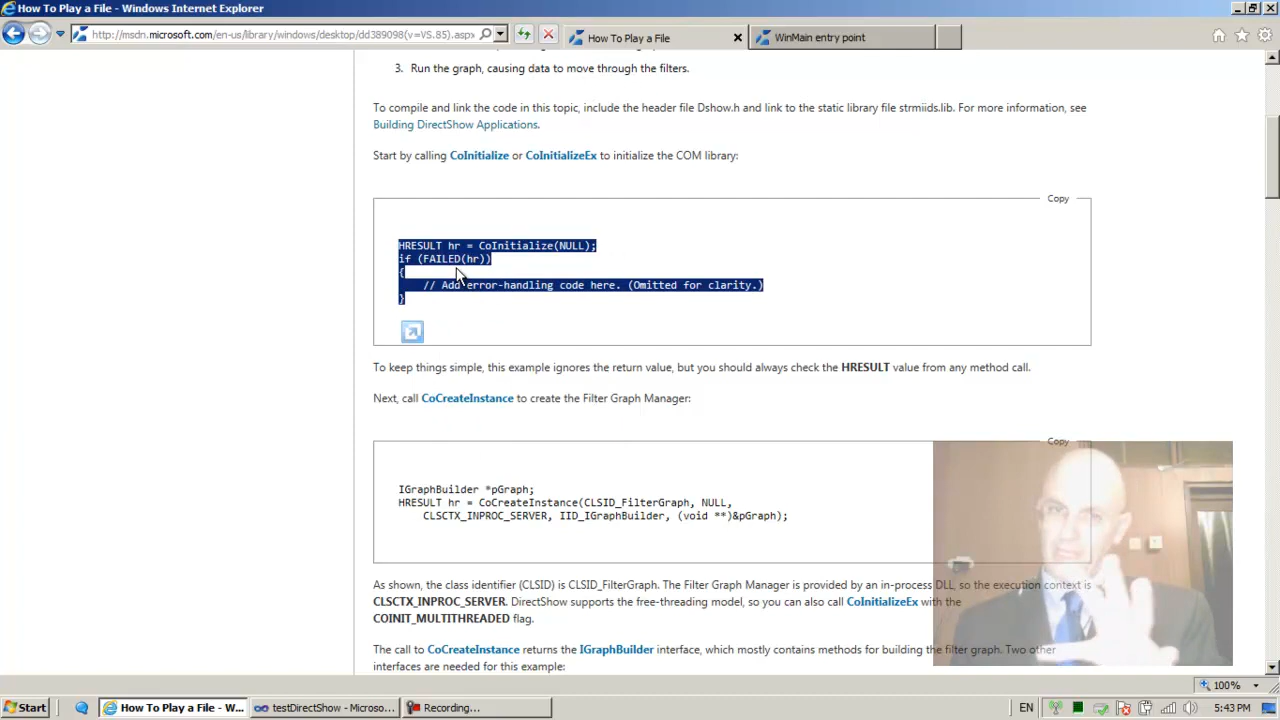 How To Play a File - Windows Internet Explorer
http://msdn.microsoft.com/en-us/library/windows/desktop/dd389098(v=VS.85).aspx
How To Play a File
WinMain entry point
3. Run the graph, causing data to move through the filters.
To compile and link the code in this topic, include the header file Dshow.h and link to the static library file strmiids.lib. For more information, see
Building DirectShow Applications.
Start by calling CoInitialize or CoInitializeEx to initialize the COM library:
Copy
HRESULT hr = CoInitialize(NULL);
if (FAILED(hr))
{
// Add error-handling code here. (Omitted for clarity.)
}
To keep things simple, this example ignores the return value, but you should always check the HRESULT value from any method call.
Next, call CoCreateInstance to create the Filter Graph Manager:
Copy
IGraphBuilder *pGraph;
HRESULT hr = CoCreateInstance(CLSID_FilterGraph, NULL,
CLSCTX_INPROC_SERVER, IID_IGraphBuilder, (void **)&pGraph);
As shown, the class identifier (CLSID) is CLSID_FilterGraph. The Filter Graph Manager is provided by an in-process DLL, so the execution context is
CLSCTX_INPROC_SERVER. DirectShow supports the free-threading model, so you can also call CoInitializeEx with the
COINIT_MULTITHREADED flag.
The call to CoCreateInstance returns the IGraphBuilder interface, which mostly contains methods for building the filter graph. Two other
interfaces are needed for this example:
100%
Start
How To Play a File - W...
testDirectShow - Microso...
Recording...
EN
5:43 PM